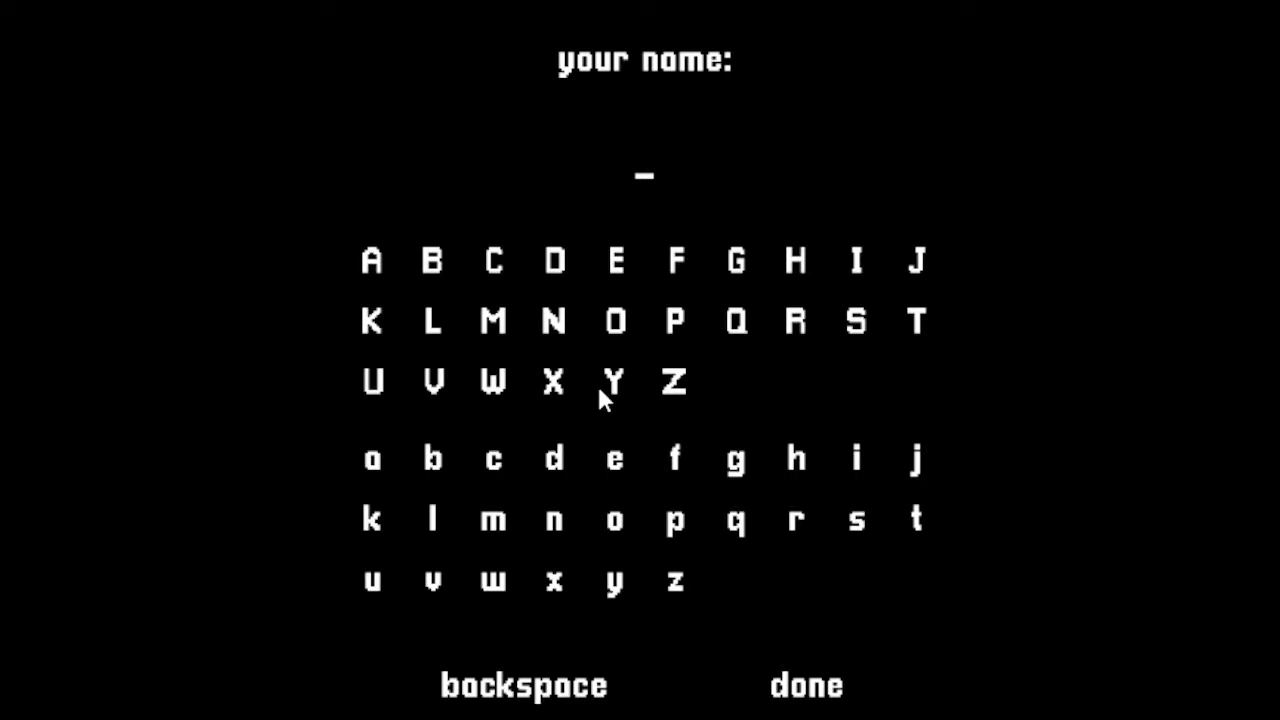 your name:
_
A B C D E F G H I J
K L M N O P Q R S T
U V W X Y Z
a b c d e f g h i j
k l m n o p q r s t
u v w x y z
backspace done